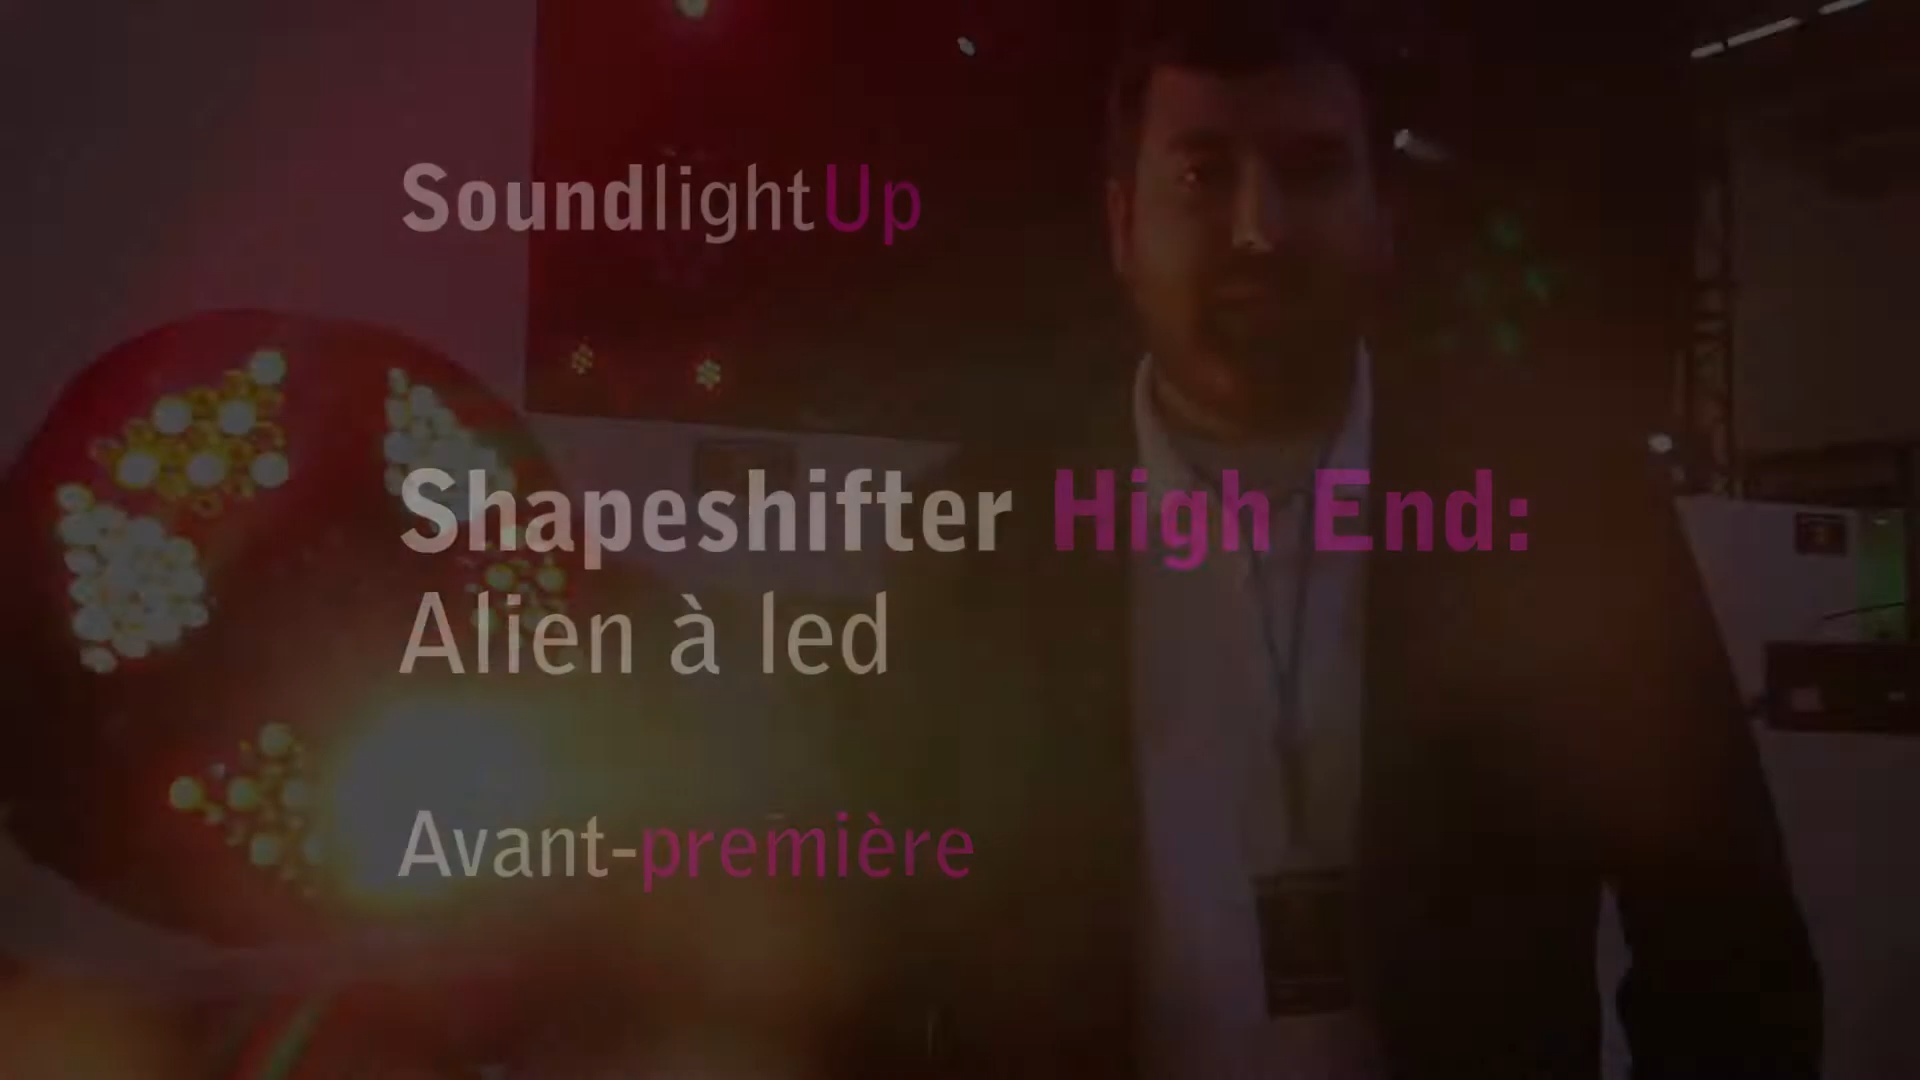 SoundlightUp
Shapeshifter High End:
Alien à led
Avant-première